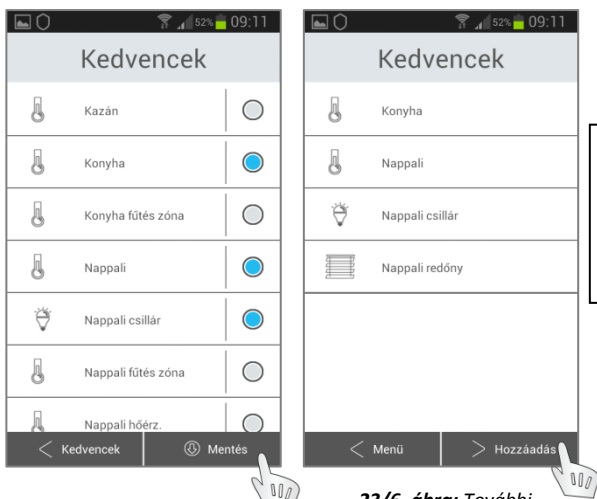 52% 09:11
Kedvencek
Kazán
Konyha
Konyha fűtés zóna
Nappali
Nappali csillár
Nappali fűtés zóna
Nappali hőérz.
Kedvencek
Mentés
52% 09:11
Kedvencek
Konyha
Nappali
Nappali csillár
Nappali redőny
Menü
Hozzáadás
22/6. ábra: További